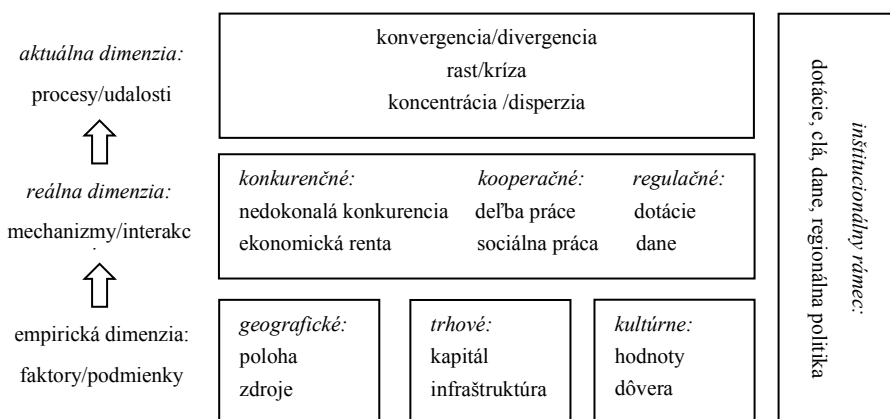 aktuálna dimenzia:
procesy/udalosti
konvergencia/divergencia
rast/kríza
koncentrácia /disperzia
reálna dimenzia:
mechanizmy/interakc
konkurenčné:
nedokonalá konkurencia
ekonomická renta
kooperačné:
deľba práce
sociálna práca
regulačné:
dotácie
dane
empirická dimenzia:
faktory/podmienky
geografické:
poloha
zdroje
trhové:
kapitál
infraštruktúra
kultúrne:
hodnoty
dôvera
inštitucionálny rámec:
dotácie, clá, dane, regionálna politika